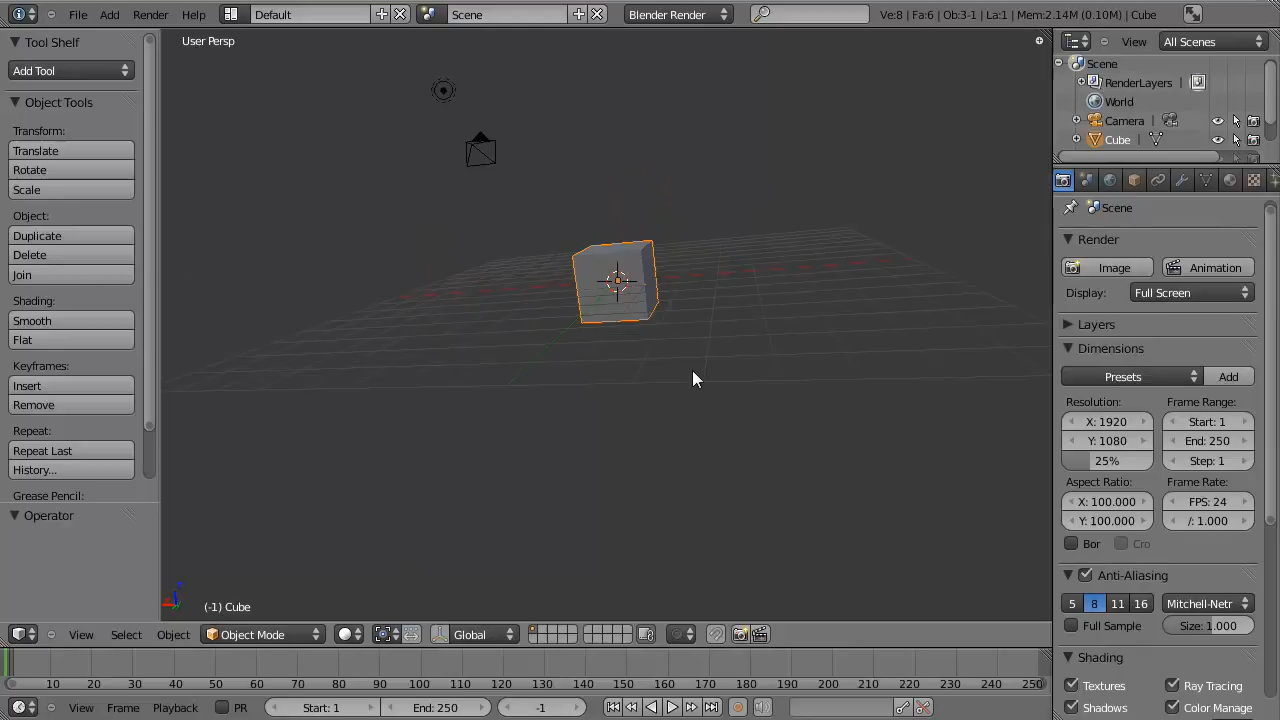 File Add Render Help Default Scene Blender Render Ve:8 | Fa:6 | Ob:3-1 | La:1 | Mem:2.14M (0.10M) | Cube
Tool Shelf
Add Tool
Object Tools
Transform:
Translate
Rotate
Scale
Object:
Duplicate
Delete
Join
Shading:
Smooth
Flat
Keyframes:
Insert
Remove
Repeat:
Repeat Last
History...
Grease Pencil:
Operator
User Persp
(-1) Cube
View Select Object Object Mode Global
10 20 30 40 50 60 70 80 90 100 110 120 130 140 150 160 170 180 190 200 210 220 230 240 250
View Frame Playback PR Start: 1 End: 250 -1
View All Scenes
Scene
RenderLayers |
World
Camera |
Cube |
Scene
Render
Image Animation
Display: Full Screen
Layers
Dimensions
Presets Add
Resolution: Frame Range:
X: 1920 Start: 1
Y: 1080 End: 250
25% Step: 1
Aspect Ratio: Frame Rate:
X: 100.000 FPS: 24
Y: 100.000 /: 1.000
Bor Cro
Anti-Aliasing
5 8 11 16 Mitchell-Netr
Full Sample Size: 1.000
Shading
Textures Ray Tracing
Shadows Color Manage